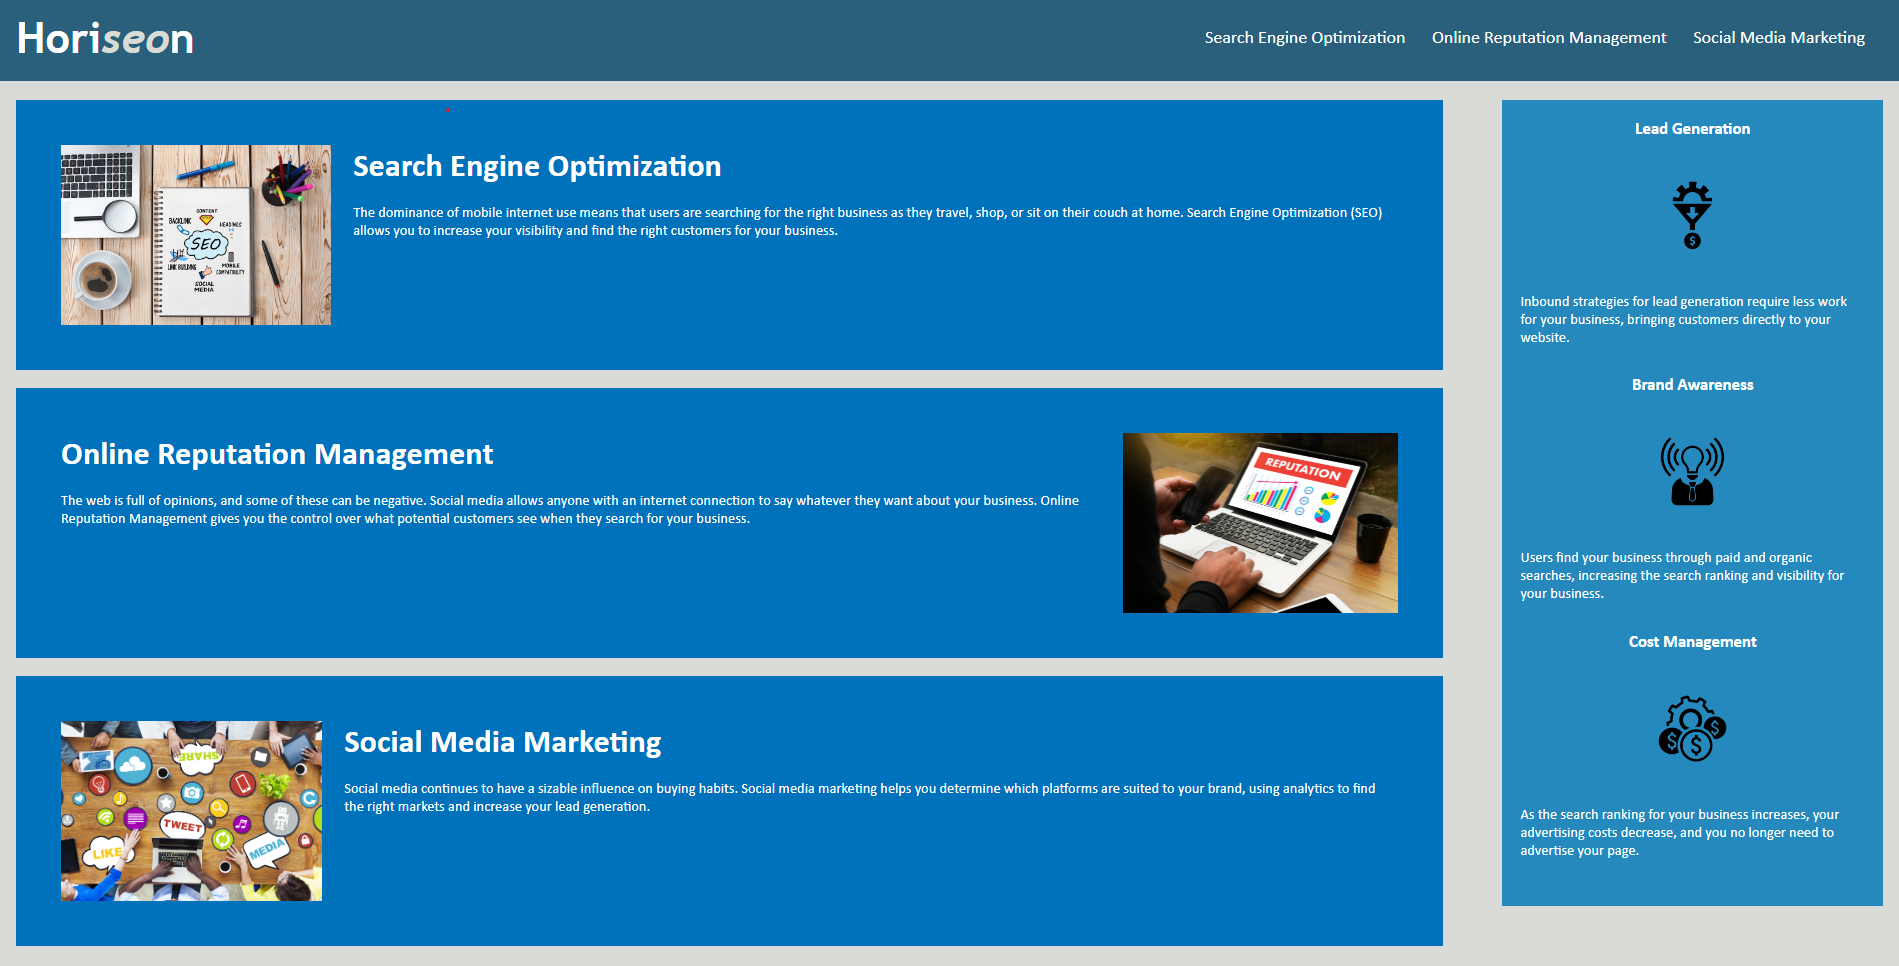 Horiseon
Search Engine Optimization
Online Reputation Management
Social Media Marketing
CONTENT
BACKLINK
HEADINGS
SEO
LINK BUILDING
MOBILE
COMPATIBILITY
SOCIAL
MEDIA
Search Engine Optimization
The dominance of mobile internet use means that users are searching for the right business as they travel, shop, or sit on their couch at home. Search Engine Optimization (SEO)
allows you to increase your visibility and find the right customers for your business.
Online Reputation Management
The web is full of opinions, and some of these can be negative. Social media allows anyone with an internet connection to say whatever they want about your business. Online
Reputation Management gives you the control over what potential customers see when they search for your business.
REPUTATION
SHARE
TWEET
LIKE
MEDIA
Social Media Marketing
Social media continues to have a sizable influence on buying habits. Social media marketing helps you determine which platforms are suited to your brand, using analytics to find
the right markets and increase your lead generation.
Lead Generation
$
Inbound strategies for lead generation require less work
for your business, bringing customers directly to your
website.
Brand Awareness
Users find your business through paid and organic
searches, increasing the search ranking and visibility for
your business.
Cost Management
$ $ $
As the search ranking for your business increases, your
advertising costs decrease, and you no longer need to
advertise your page.